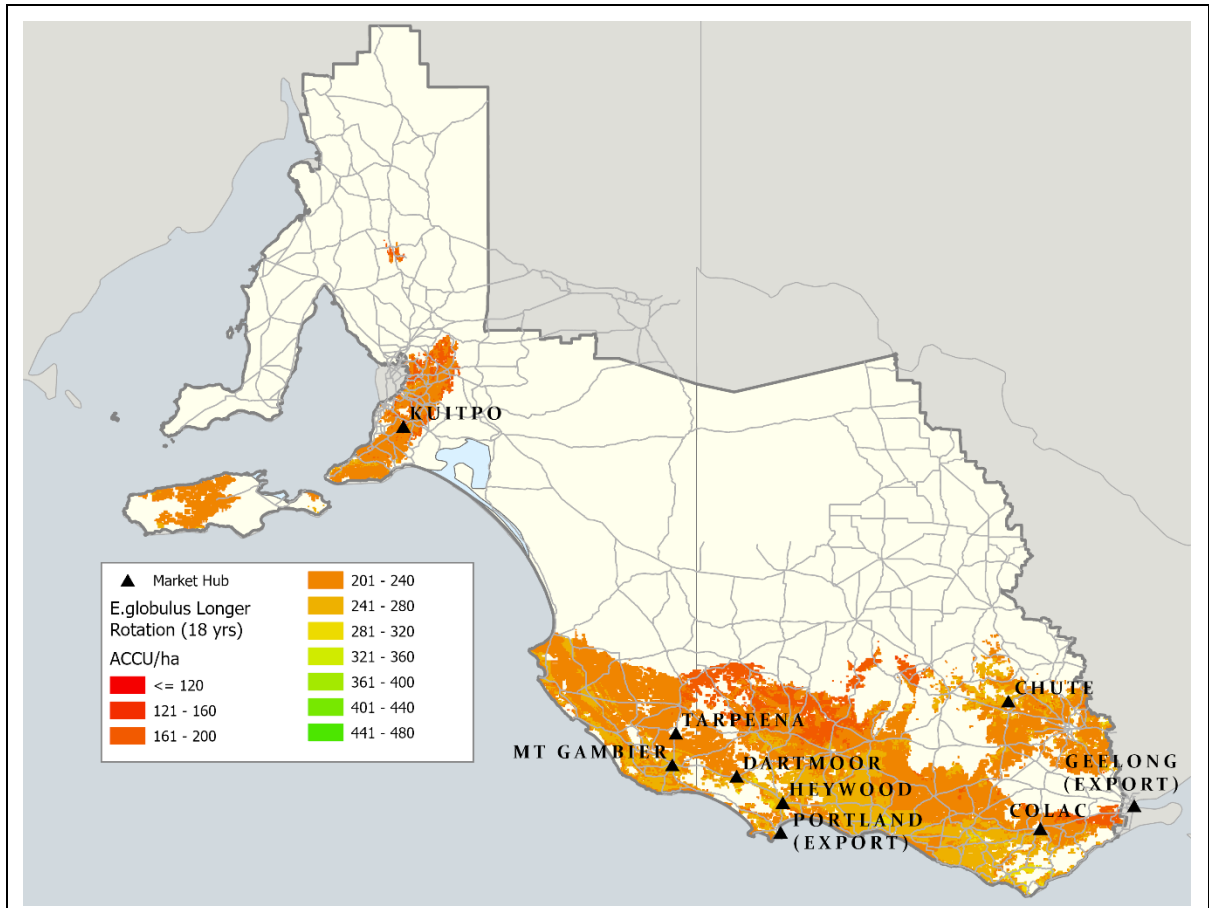 KUITPO
Market Hub
E.globulus Longer
Rotation (18 yrs)
ACCU/ha
<= 120
121 - 160
161 - 200
201 - 240
241 - 280
281 - 320
321 - 360
361 - 400
401 - 440
441 - 480
CHUTE
TARPEENA
MT GAMBIER
DARTMOOR
GEELONG
(EXPORT)
HEYWOOD
COLAC
PORTLAND
(EXPORT)